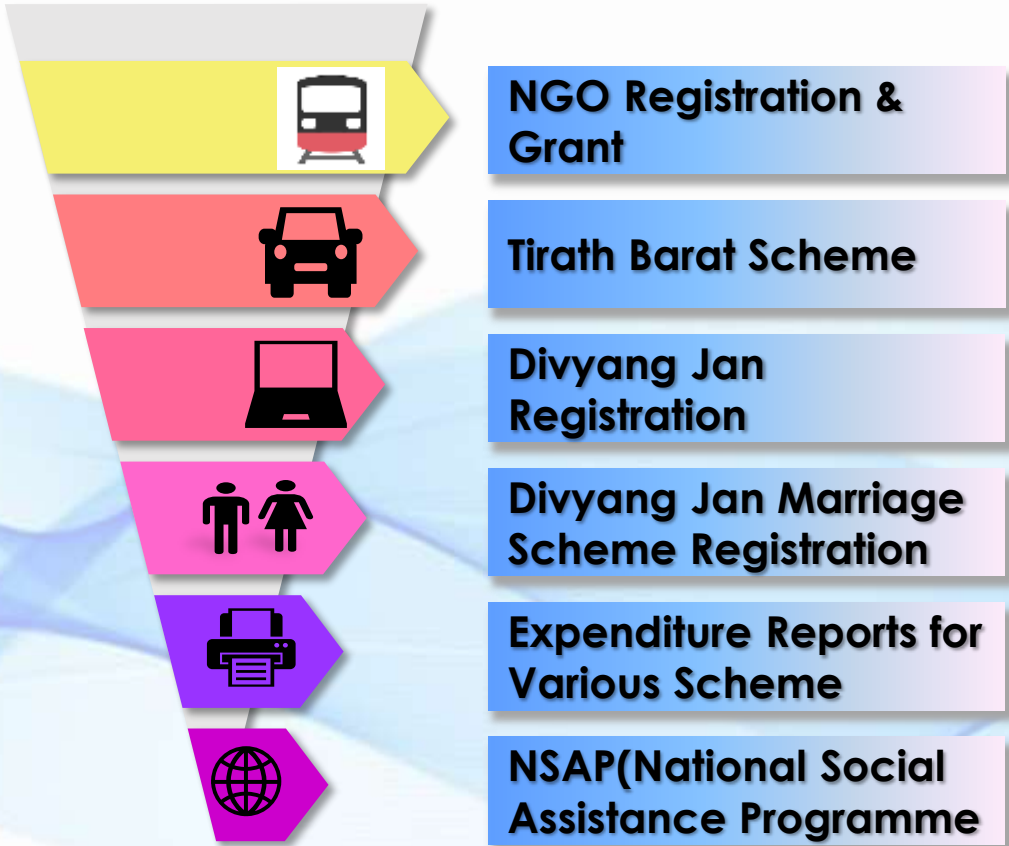 NGO Registration &
Grant
Tirath Barat Scheme
Divyang Jan
Registration
Divyang Jan Marriage
Scheme Registration
Expenditure Reports for
Various Scheme
NSAP(National Social
Assistance Programme